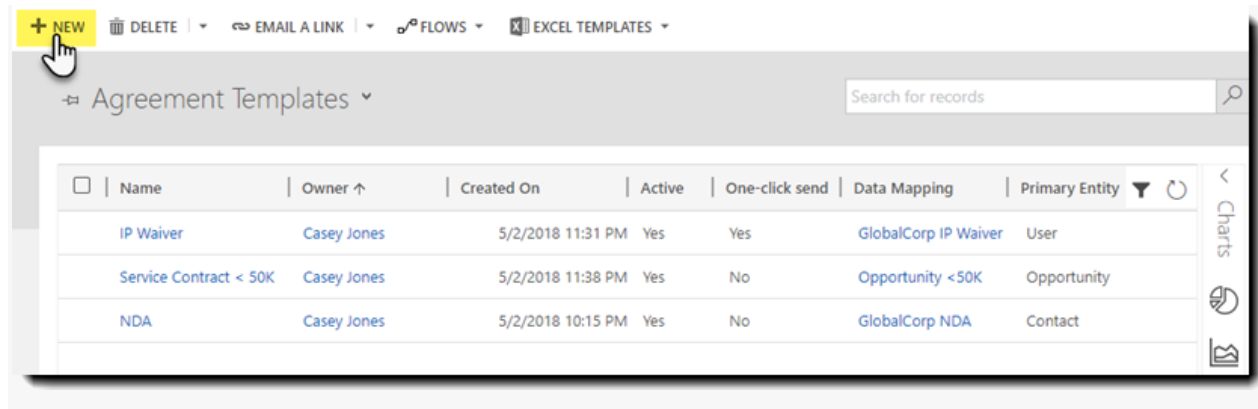 NEW DELETE EMAIL A LINK FLOWS EXCEL TEMPLATES
Agreement Templates Search for records
Name Owner ↑ Created On Active One-click send Data Mapping Primary Entity
IP Waiver Casey Jones 5/2/2018 11:31 PM Yes Yes GlobalCorp IP Waiver User
Service Contract < 50K Casey Jones 5/2/2018 11:38 PM Yes No Opportunity <50K Opportunity
NDA Casey Jones 5/2/2018 10:15 PM Yes No GlobalCorp NDA Contact
Charts